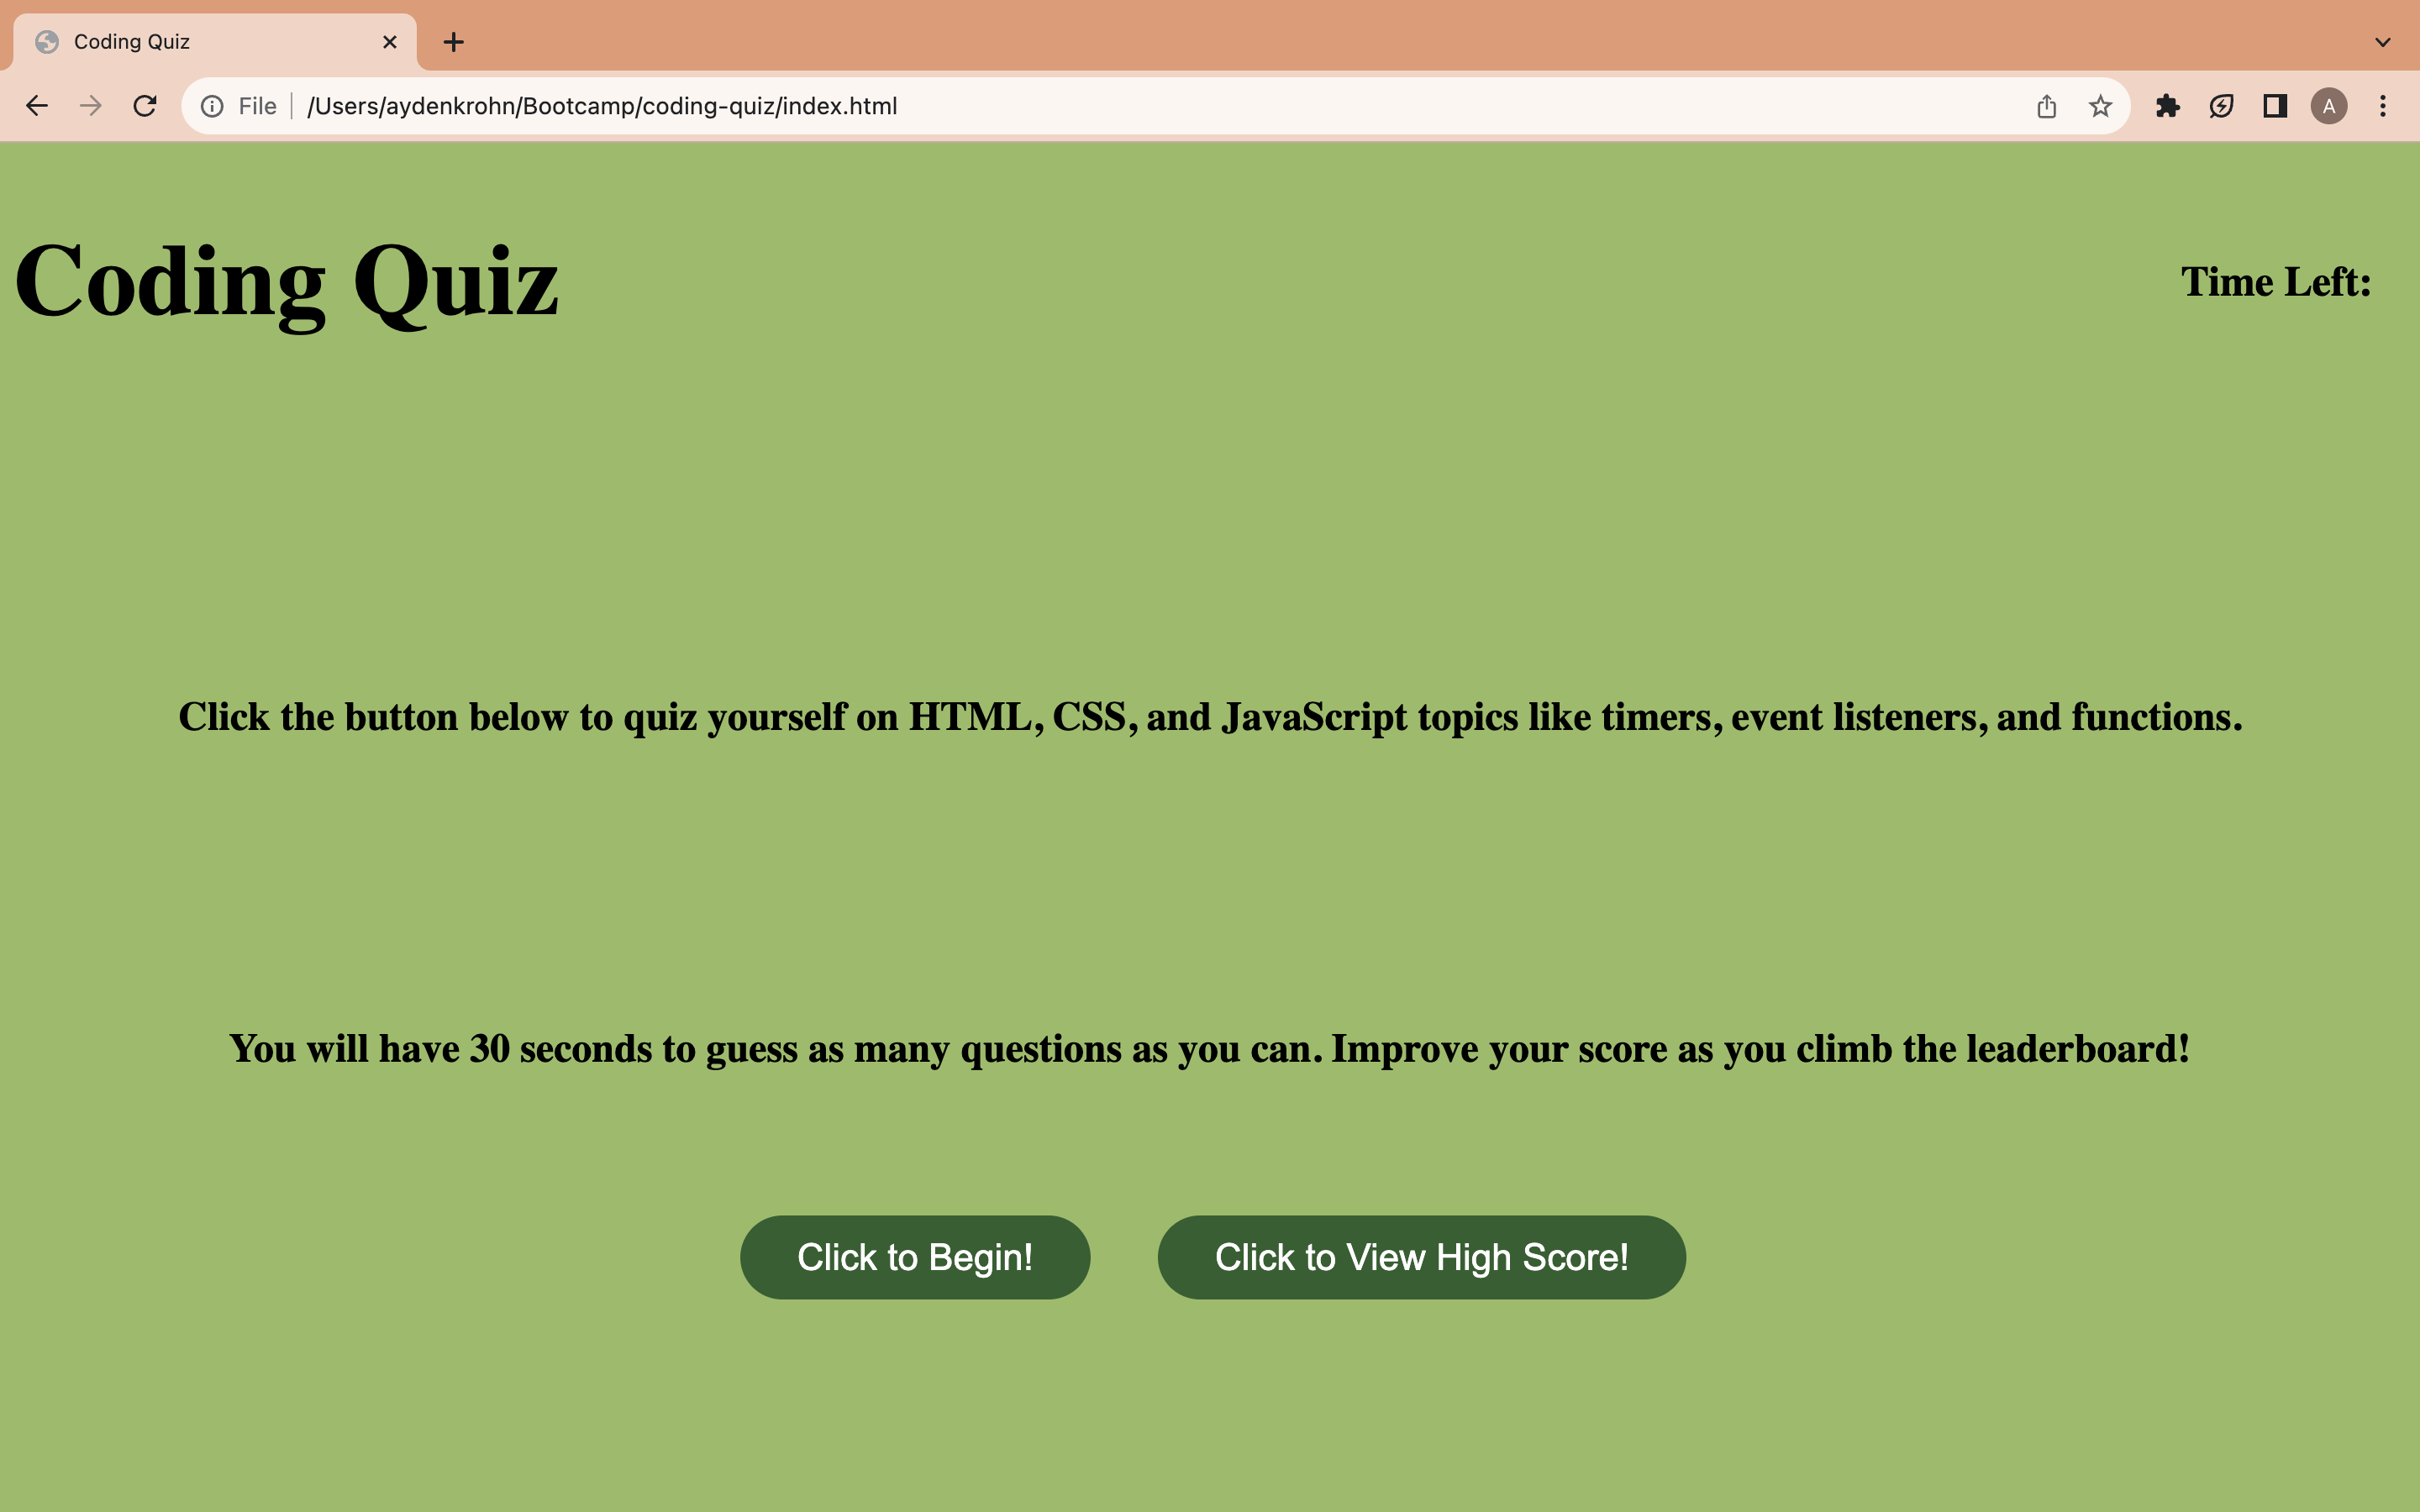 Coding Quiz
File /Users/aydenkrohn/Bootcamp/coding-quiz/index.html
A
Coding Quiz
Time Left:
Click the button below to quiz yourself on HTML, CSS, and JavaScript topics like timers, event listeners, and functions.
You will have 30 seconds to guess as many questions as you can. Improve your score as you climb the leaderboard!
Click to Begin!
Click to View High Score!